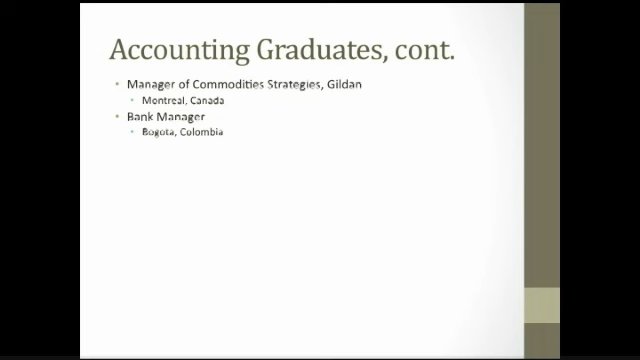 Accounting Graduates, cont.
• Manager of Commodities Strategies, Gildan
• Montreal, Canada
• Bank Manager
• Bogota, Colombia